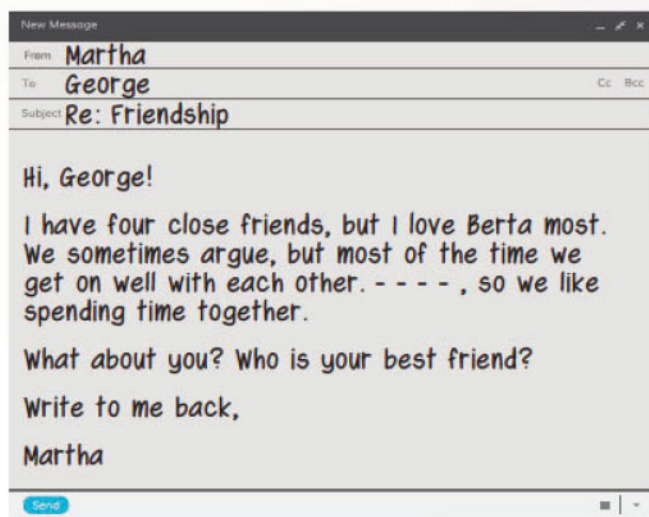 New Message
From Martha
To George Cc Bcc
Subject Re: Friendship
Hi, George!
I have four close friends, but I love Berta most.
We sometimes argue, but most of the time we
get on well with each other. - - - - , so we like
spending time together.
What about you? Who is your best friend?
Write to me back,
Martha
Send